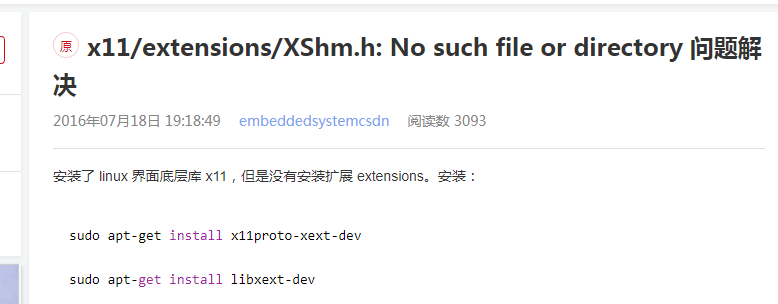 原 x11/extensions/XShm.h: No such file or directory 问题解
决
2016年07月18日 19:18:49 embeddedsystemcsdn 阅读数 3093
安装了 linux 界面底层库 x11，但是没有安装扩展 extensions。安装：
sudo apt-get install x11proto-xext-dev
sudo apt-get install libxext-dev